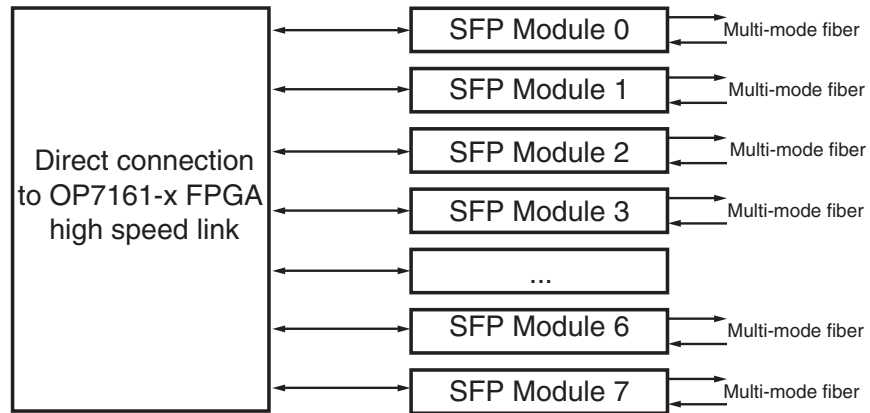 SFP Module 0
Multi-mode fiber
SFP Module 1
Multi-mode fiber
Direct connection
to OP7161-x FPGA
high speed link
SFP Module 2
Multi-mode fiber
SFP Module 3
Multi-mode fiber
...
SFP Module 6
Multi-mode fiber
SFP Module 7
Multi-mode fiber